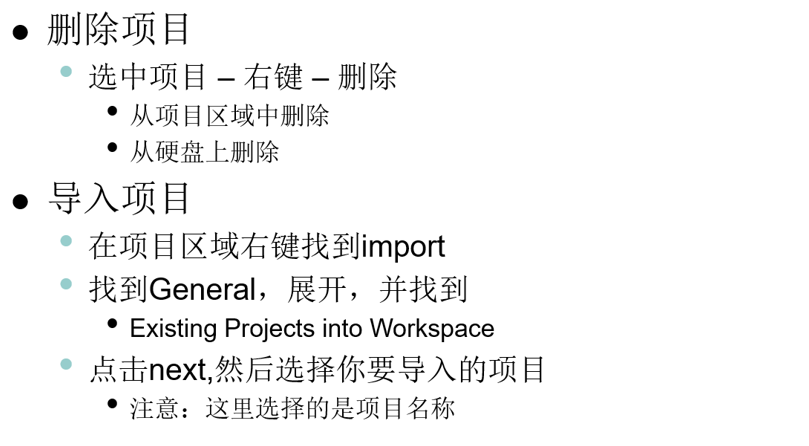 删除项目
选中项目 – 右键 – 删除
从项目区域中删除
从硬盘上删除
导入项目
在项目区域右键找到import
找到General，展开，并找到
Existing Projects into Workspace
点击next,然后选择你要导入的项目
注意：这里选择的是项目名称